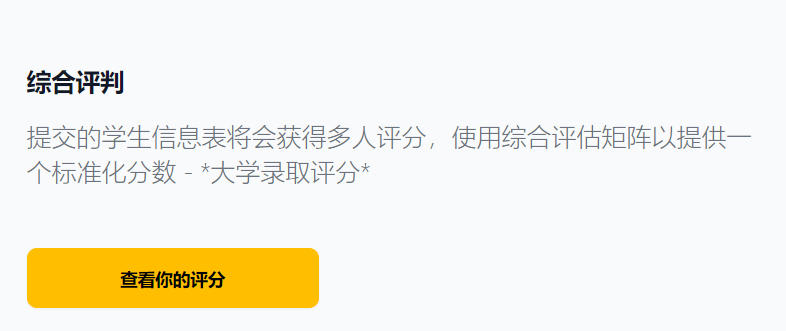 综合评判
提交的学生信息表将会获得多人评分，使用综合评估矩阵以提供一
个标准化分数 - *大学录取评分*
查看你的评分